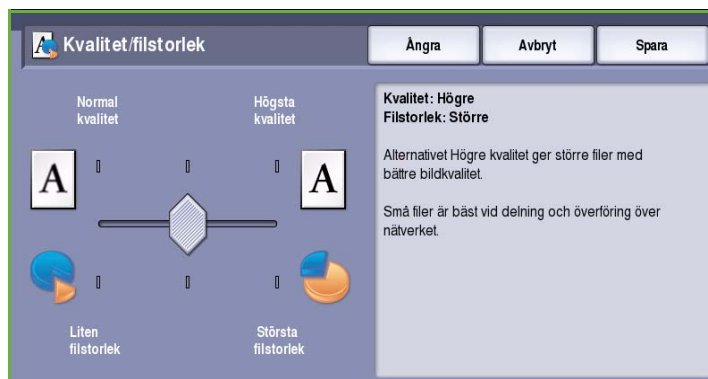 Kvalitet/filstorlek
Ångra
Avbryt
Spara
Normal
kvalitet
Högsta
kvalitet
A
A
Liten
filstorlek
Största
filstorlek
Kvalitet: Högre
Filstorlek: Större
Alternativet Högre kvalitet ger större filer med
bättre bildkvalitet.
Små filer är bäst vid delning och överföring över
nätverket.